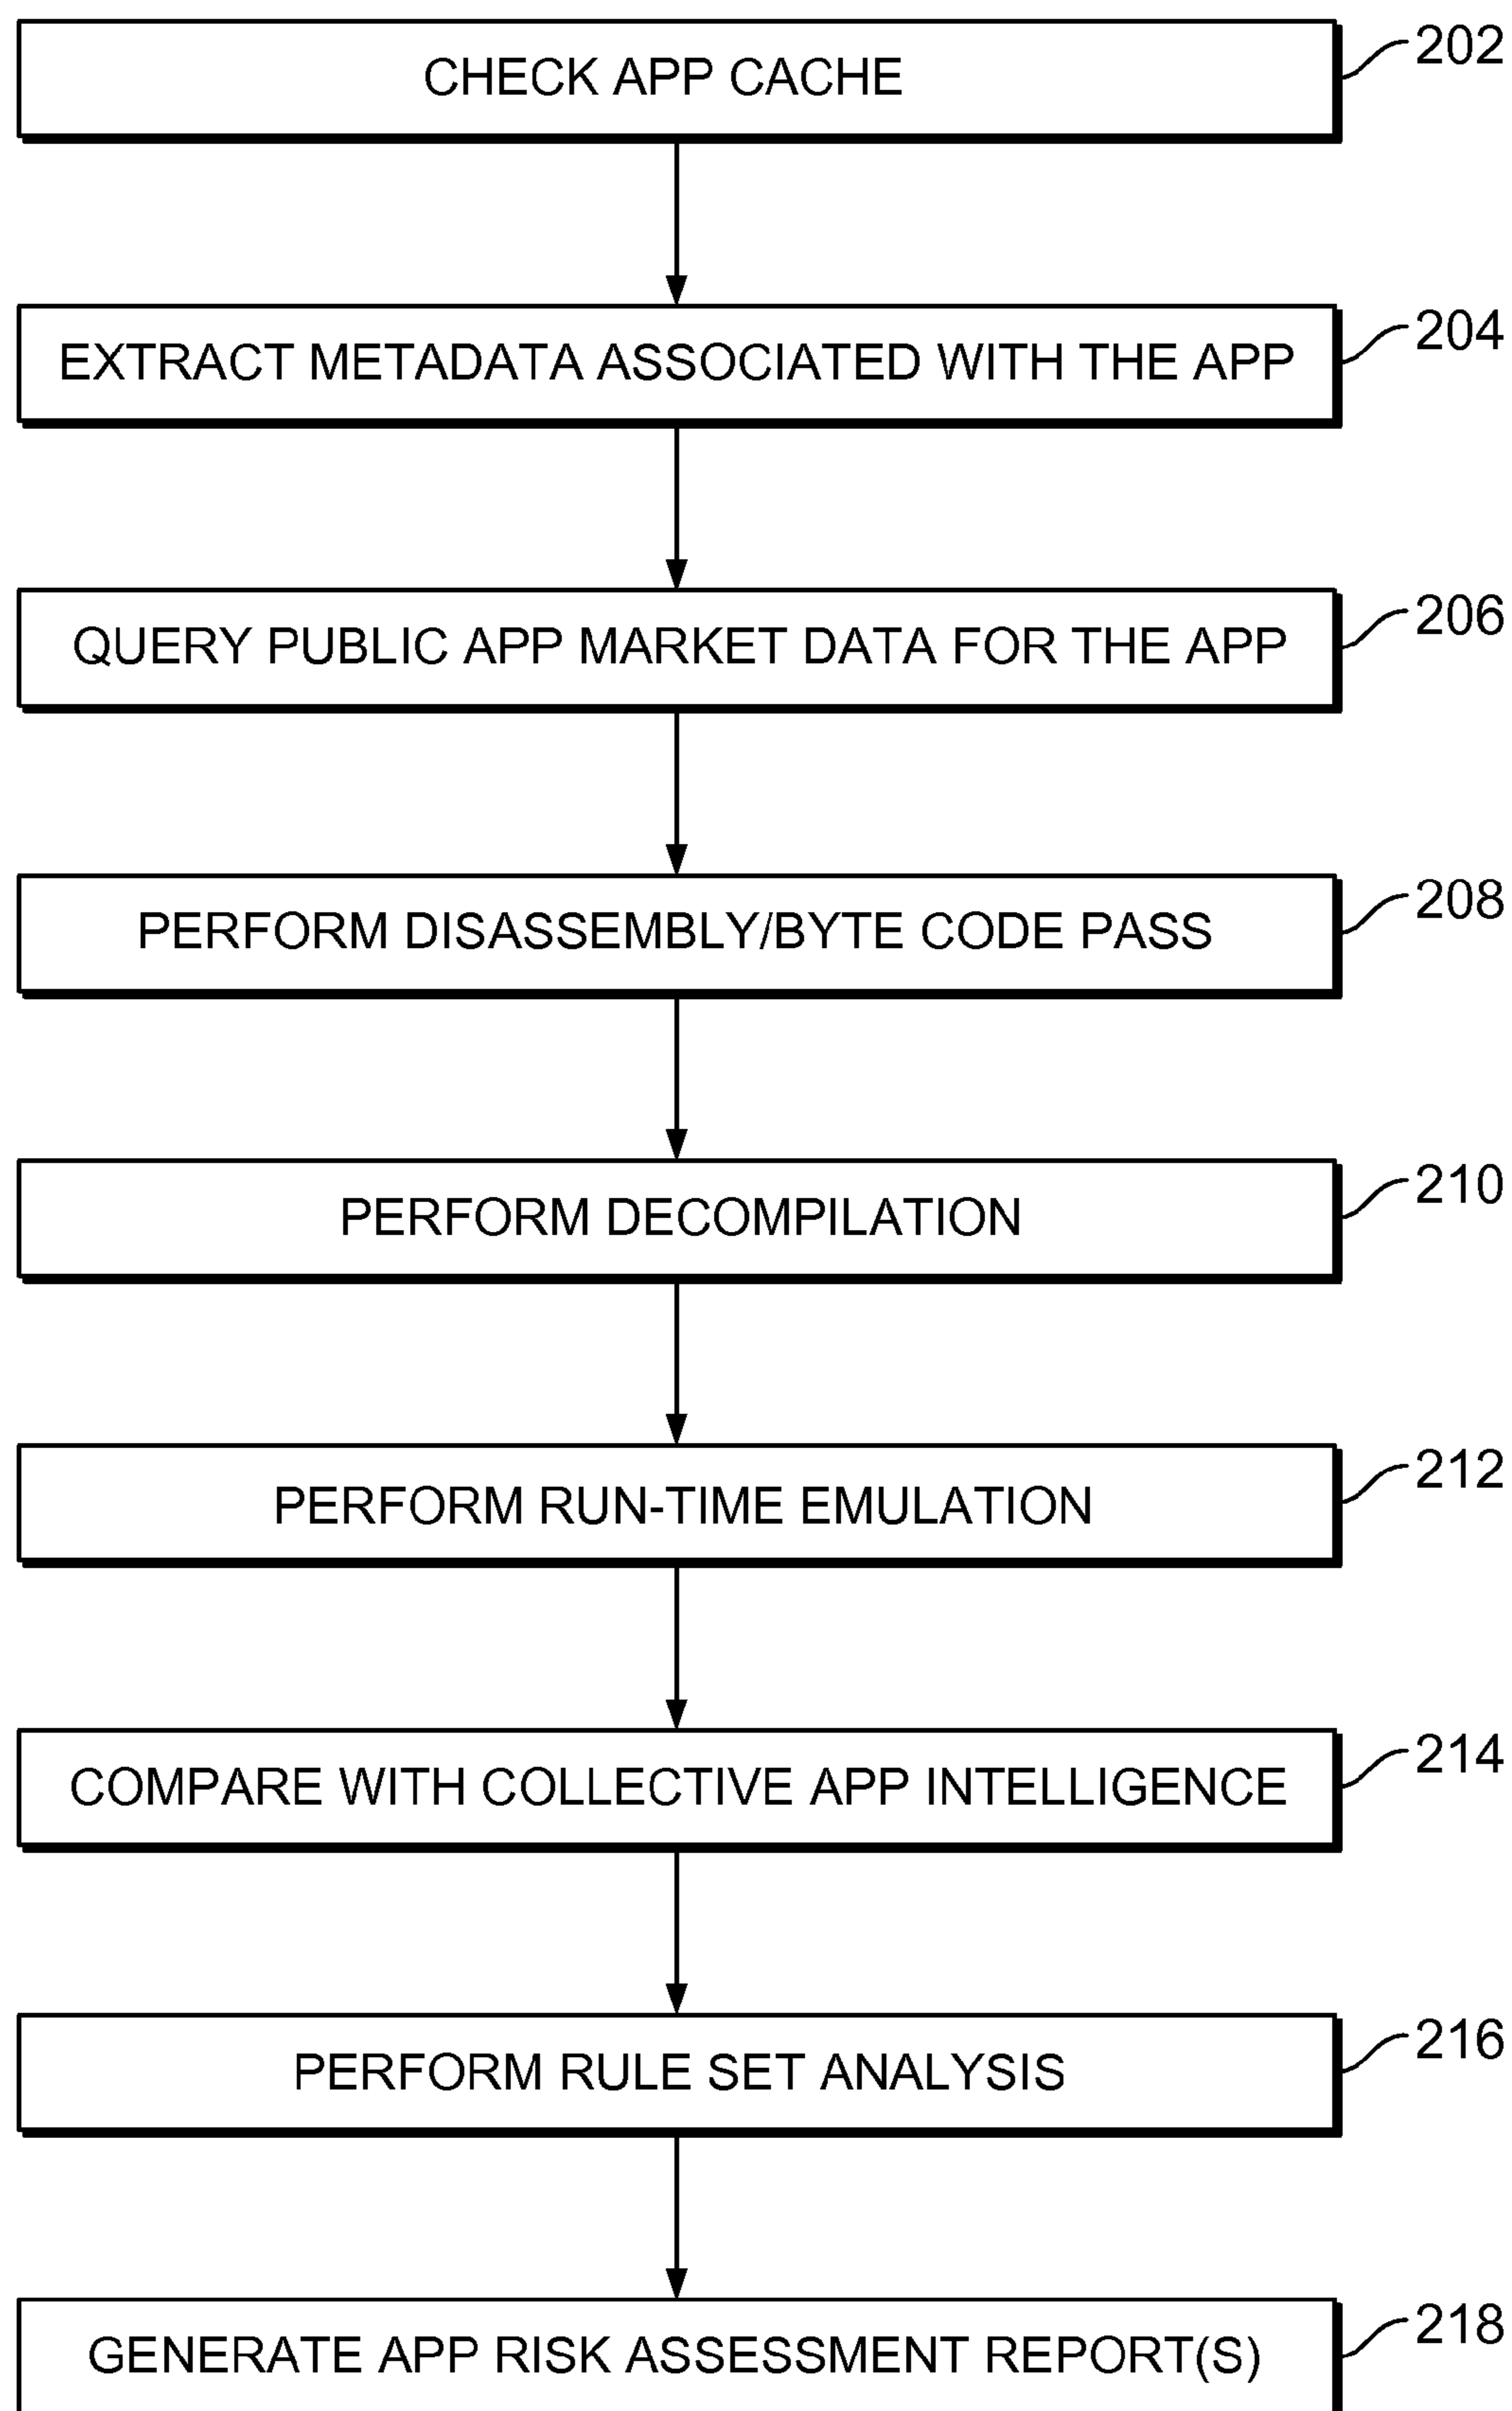 CHECK APP CACHE
202
EXTRACT METADATA ASSOCIATED WITH THE APP
204
QUERY PUBLIC APP MARKET DATA FOR THE APP
206
PERFORM DISASSEMBLY/BYTE CODE PASS
208
PERFORM DECOMPILATION
210
PERFORM RUN-TIME EMULATION
212
COMPARE WITH COLLECTIVE APP INTELLIGENCE
214
PERFORM RULE SET ANALYSIS
216
GENERATE APP RISK ASSESSMENT REPORT(S)
218